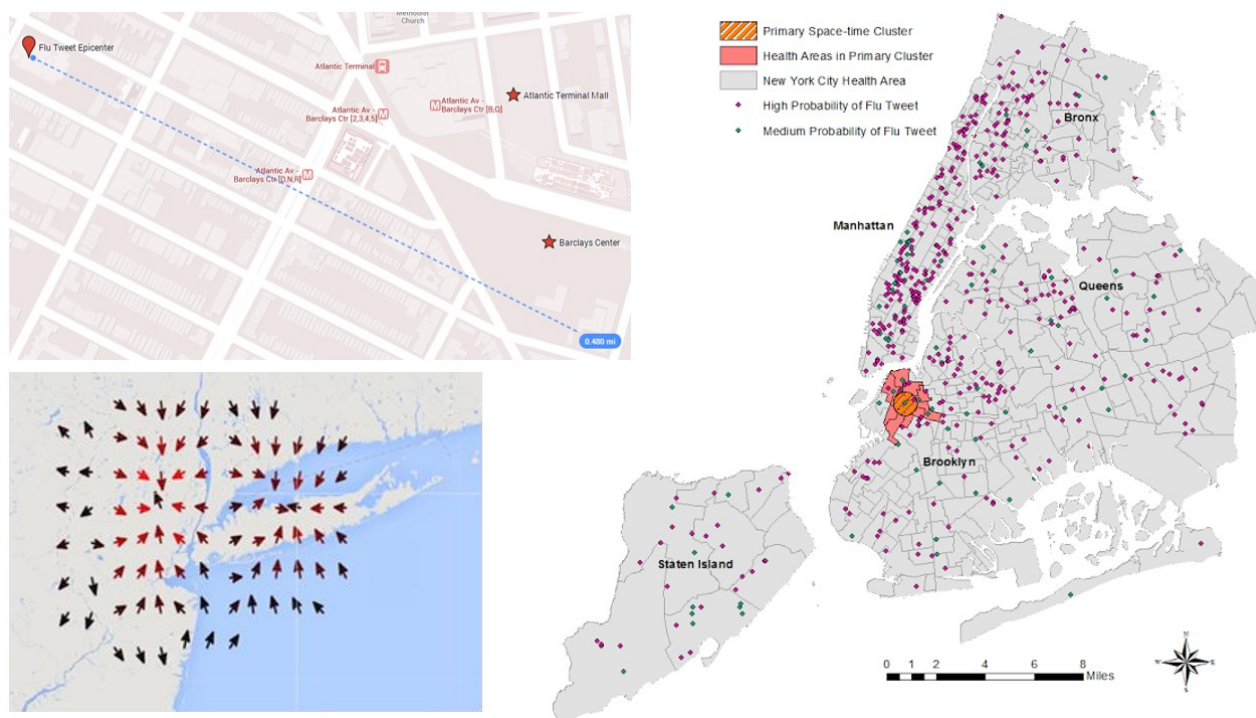 Methodist
Church
Flu Tweet Epicenter
Atlantic Terminal
Atlantic Terminal Mall
Atlantic Av -
Barclays Ctr [B,Q]
Atlantic Av -
Barclays Ctr [2,3,4,5]
Atlantic Av -
Barclays Ctr [D,N,R]
Barclays Center
0.480 mi
Primary Space-time Cluster
Health Areas in Primary Cluster
New York City Health Area
High Probability of Flu Tweet
Medium Probability of Flu Tweet
Bronx
Manhattan
Queens
Brooklyn
Staten Island
N
W
E
S
0 1 2 4 6 8
Miles